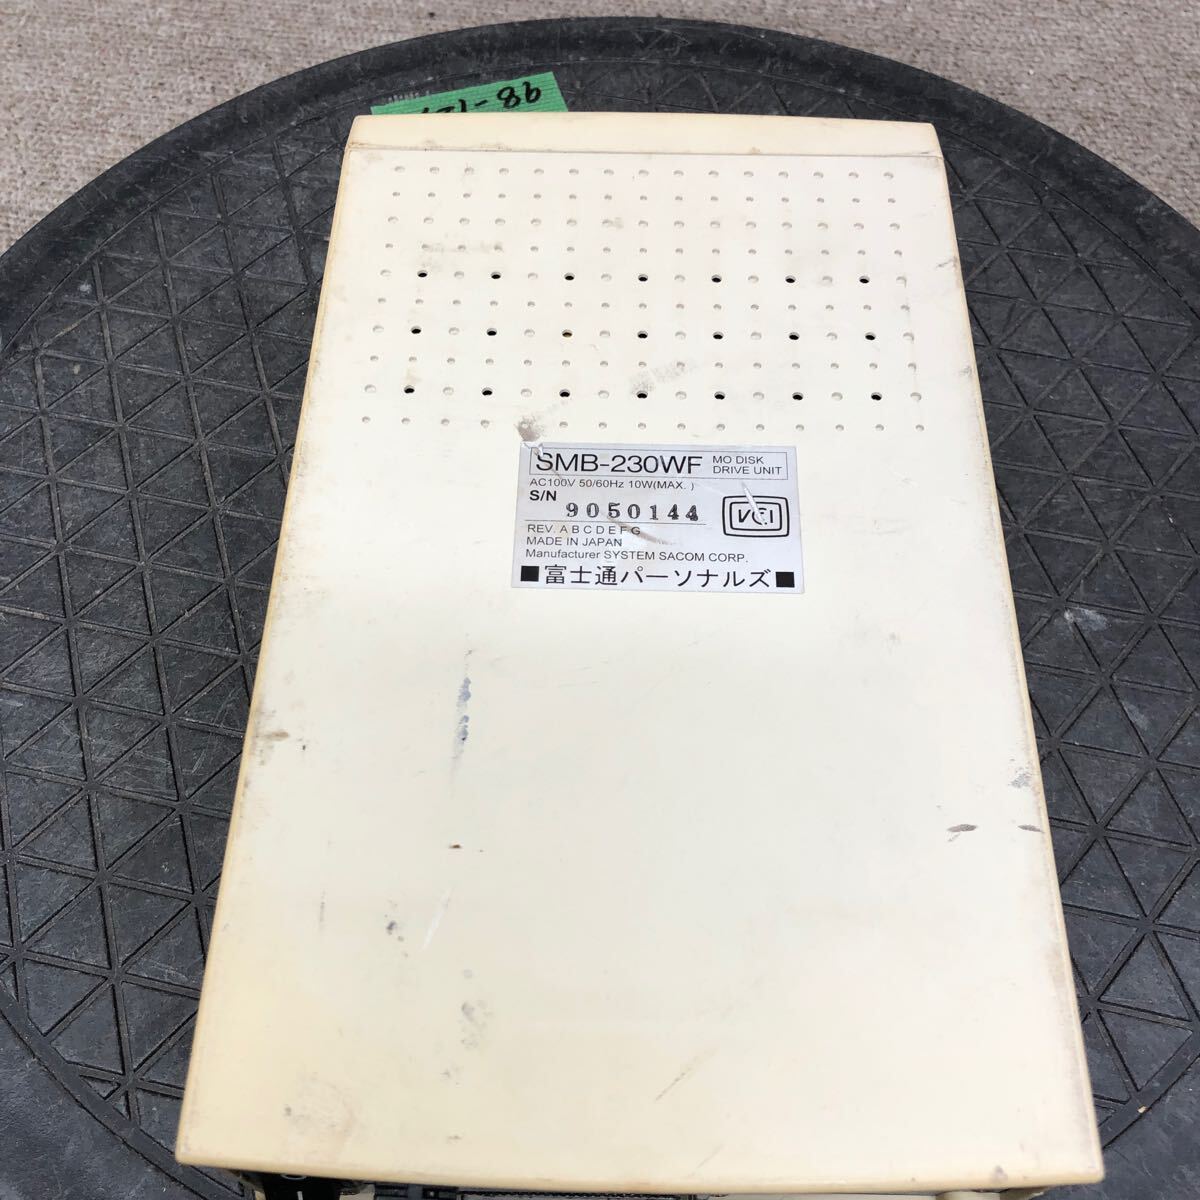 SMB-230WF MO DISK DRIVE UNIT
AC100V 50/60Hz 10W(MAX. )
S/N
9050144
VCI
REV. A B C D E F G
MADE IN JAPAN
Manufacturer SYSTEM SACOM CORP.
■富士通パーソナルズ■